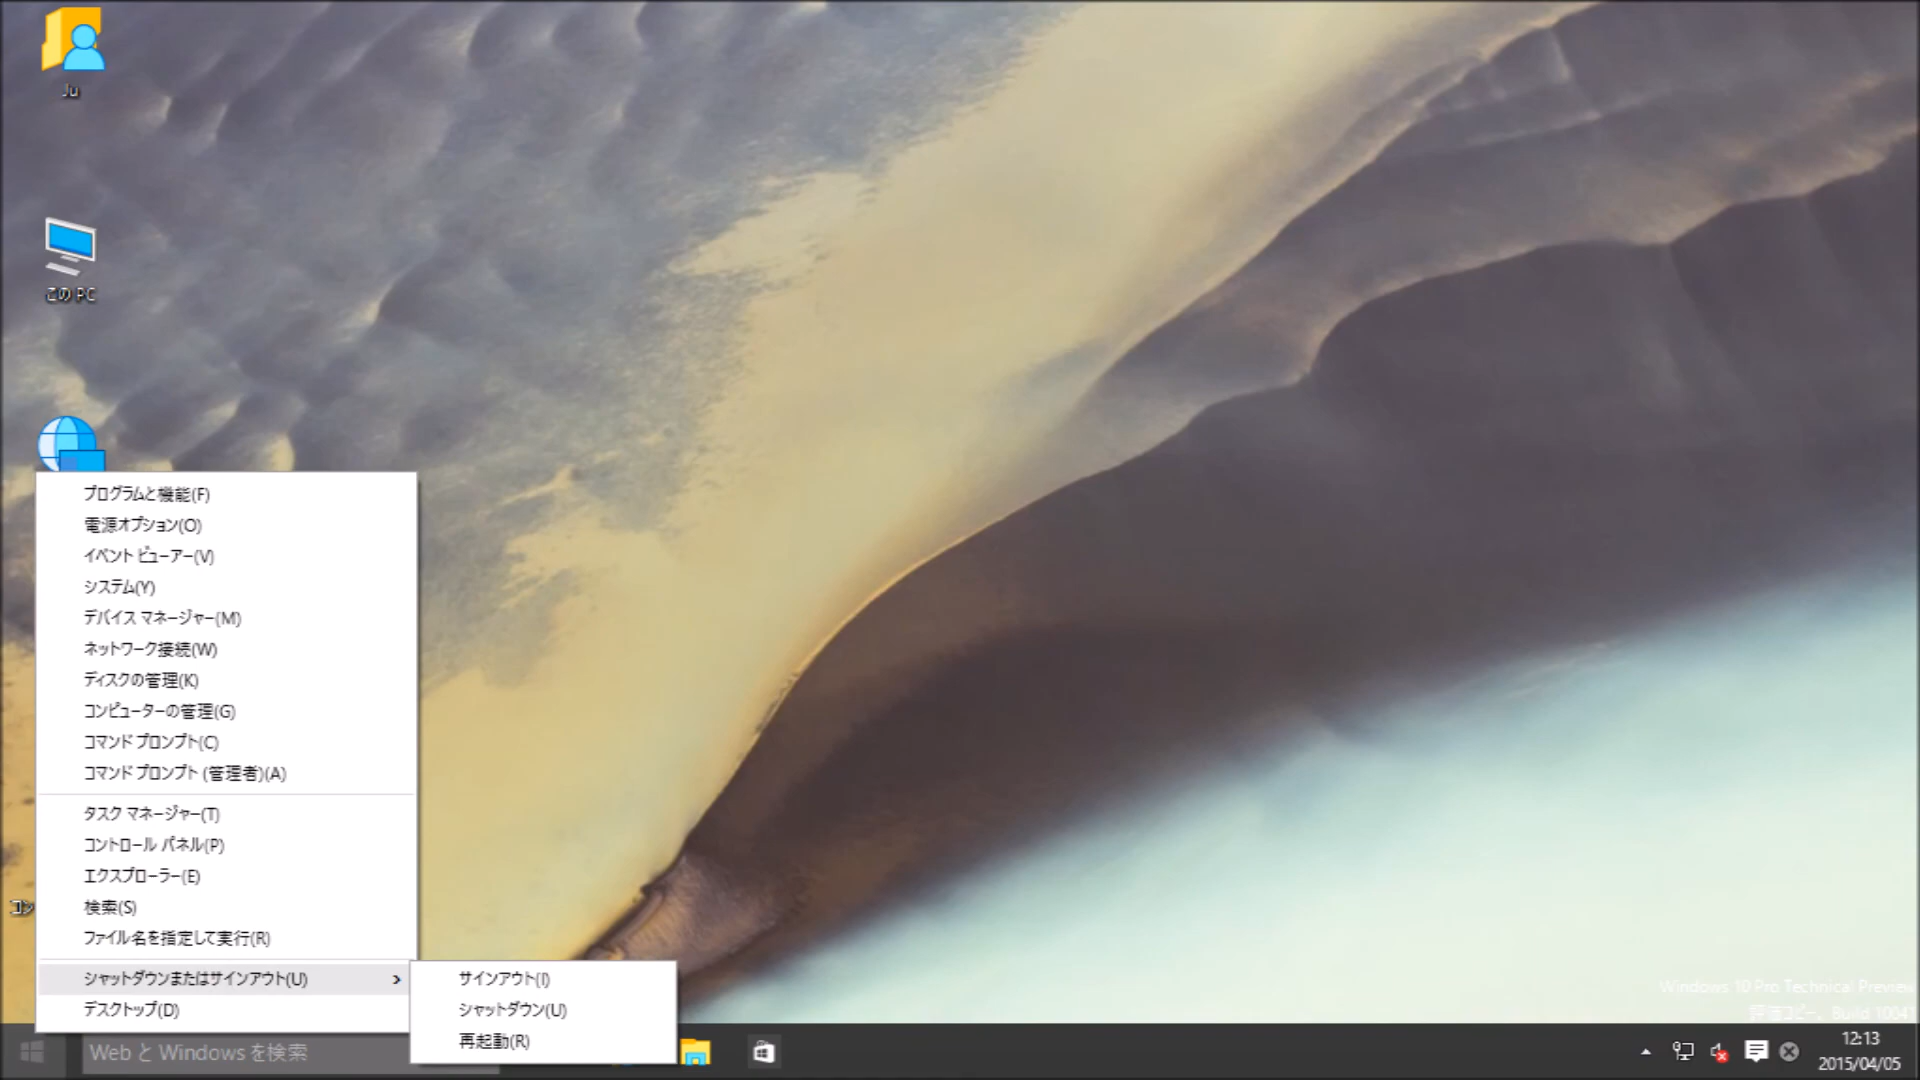 Ju
この PC
プログラムと機能(F)
電源オプション(O)
イベント ビューアー(V)
システム(Y)
デバイス マネージャー(M)
ネットワーク接続(W)
ディスクの管理(K)
コンピューターの管理(G)
コマンド プロンプト(C)
コマンド プロンプト (管理者)(A)
タスク マネージャー(T)
コントロール パネル(P)
エクスプローラー(E)
コン
検索(S)
ファイル名を指定して実行(R)
シャットダウンまたはサインアウト(U)
デスクトップ(D)
サインアウト(I)
シャットダウン(U)
再起動(R)
Windows 10 Pro Technical Preview
評価コピー。Build 10041
Web と Windows を検索
12:13
2015/04/05